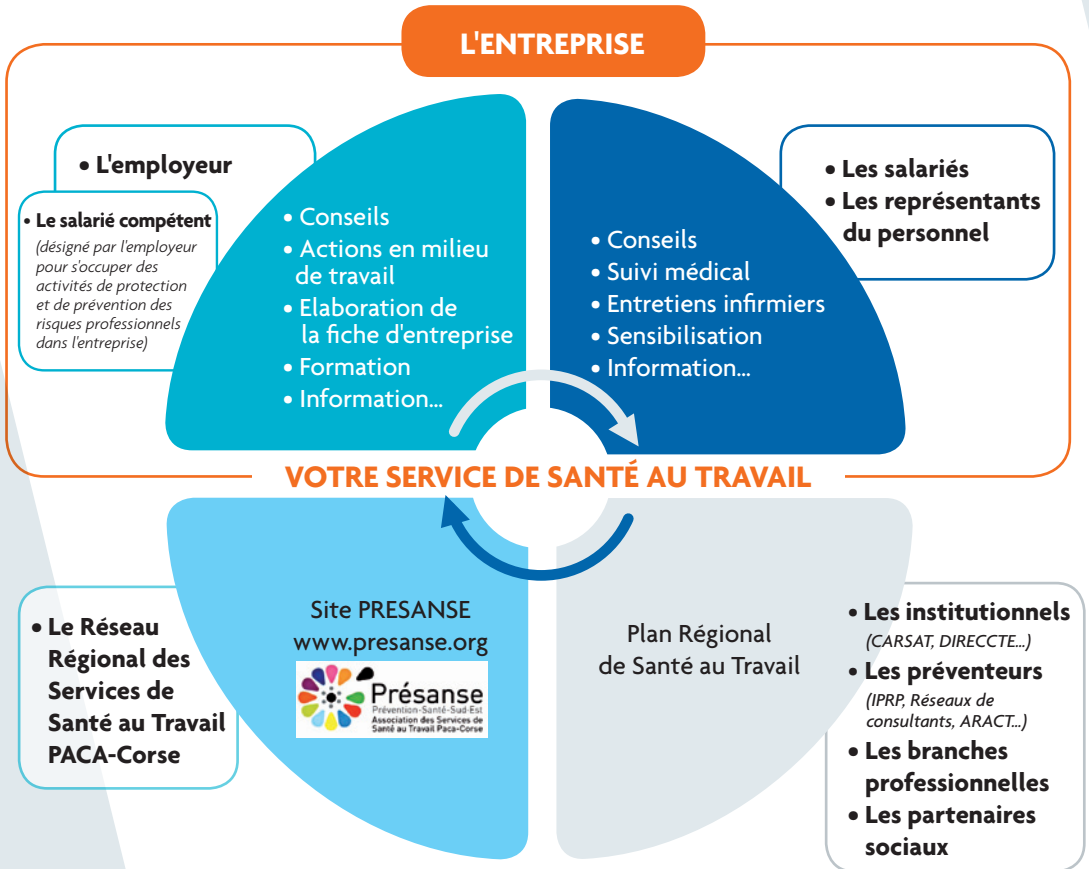 L'ENTREPRISE
• L'employeur
• Le salarié compétent
(désigné par l'employeur
pour s'occuper des
activités de protection
et de prévention des
risques professionnels
dans l'entreprise)
• Conseils
• Actions en milieu
de travail
• Elaboration de
la fiche d'entreprise
• Formation
• Information...
• Conseils
• Suivi médical
• Entretiens infirmiers
• Sensibilisation
• Information...
• Les salariés
• Les représentants
du personnel
VOTRE SERVICE DE SANTÉ AU TRAVAIL
• Le Réseau
Régional des
Services de
Santé au Travail
PACA-Corse
Site PRESANSE
www.presanse.org
Présanse
Prévention-Santé-Sud-Est
Association des Services de
Santé au Travail Paca-Corse
Plan Régional
de Santé au Travail
• Les institutionnels
(CARSAT, DIRECCTE...)
• Les préventeurs
(IPRP, Réseaux de
consultants, ARACT...)
• Les branches
professionnelles
• Les partenaires
sociaux